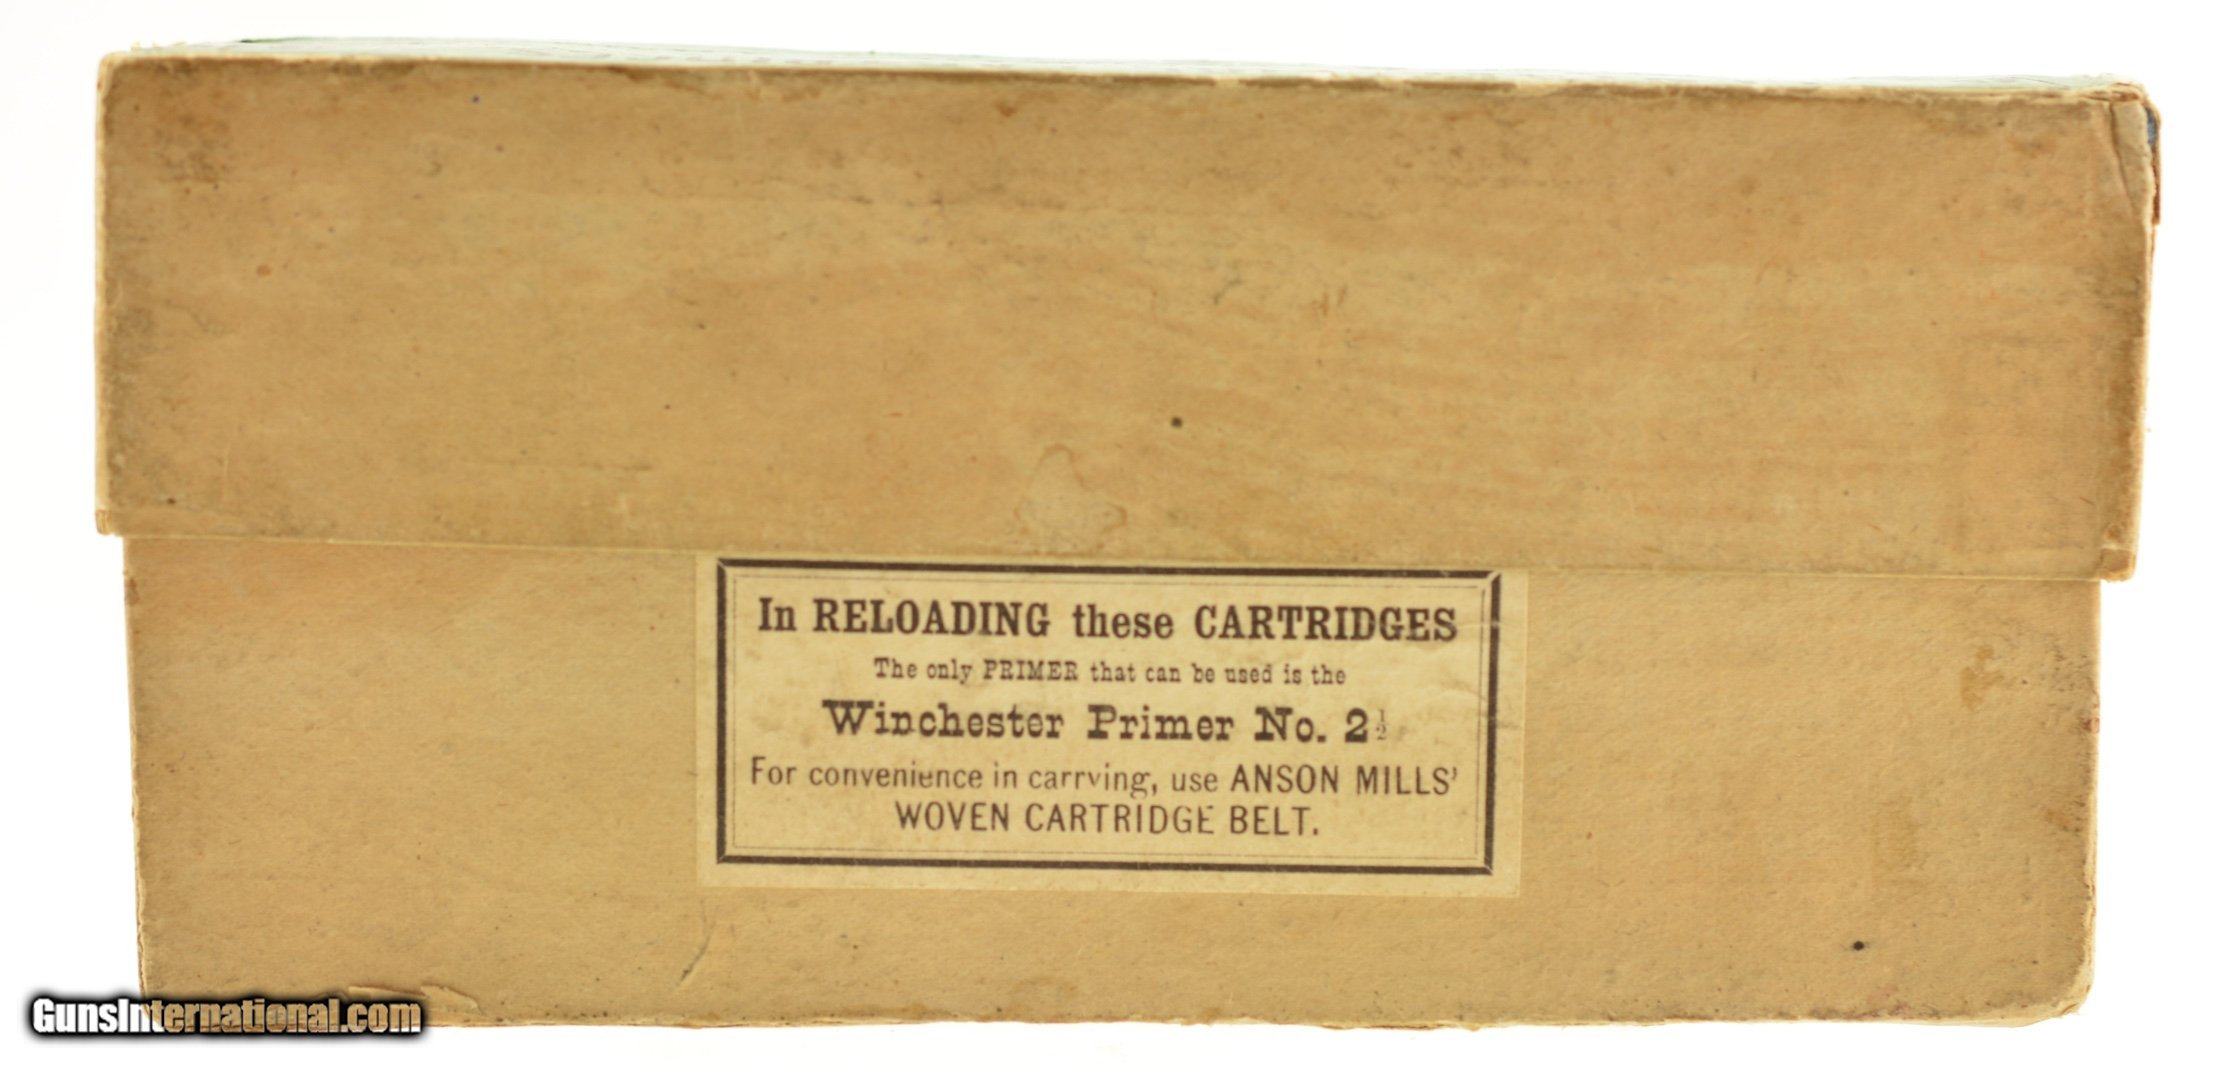 In RELOADING these CARTRIDGES
The only PRIMER that can be used is the
Winchester Primer No. 2½
For convenience in carrying, use ANSON MILLS'
WOVEN CARTRIDGE BELT.
GunsInternational.com